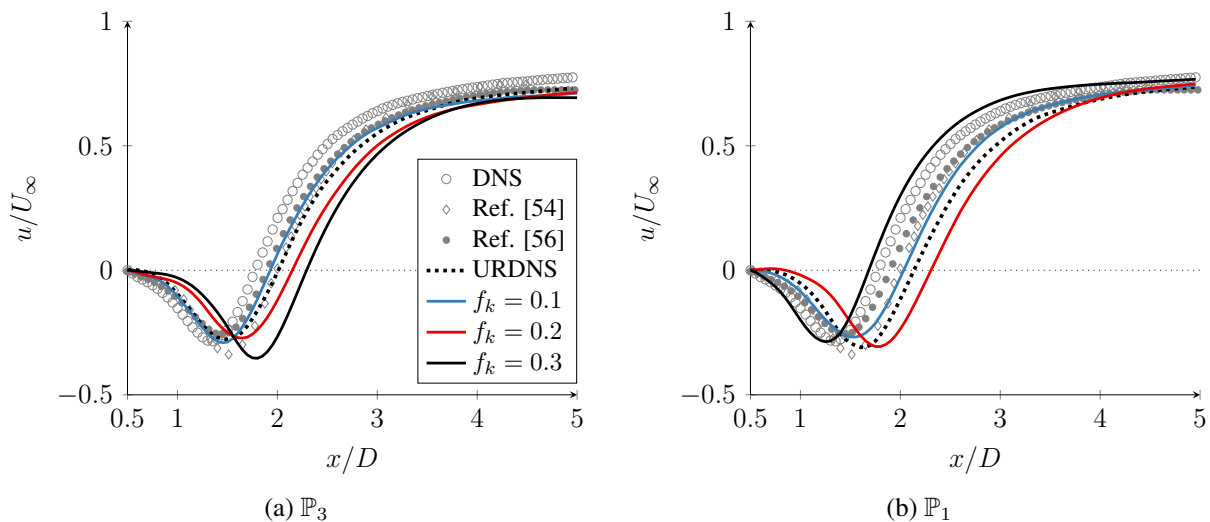 1
0.5
0
−0.5
0.5 1 2 3 4 5
u/U∞
x/D
DNS
Ref. [54]
Ref. [56]
URDNS
f_k = 0.1
f_k = 0.2
f_k = 0.3
(a) ℙ₃
1
0.5
0
−0.5
0.5 1 2 3 4 5
u/U∞
x/D
(b) ℙ₁